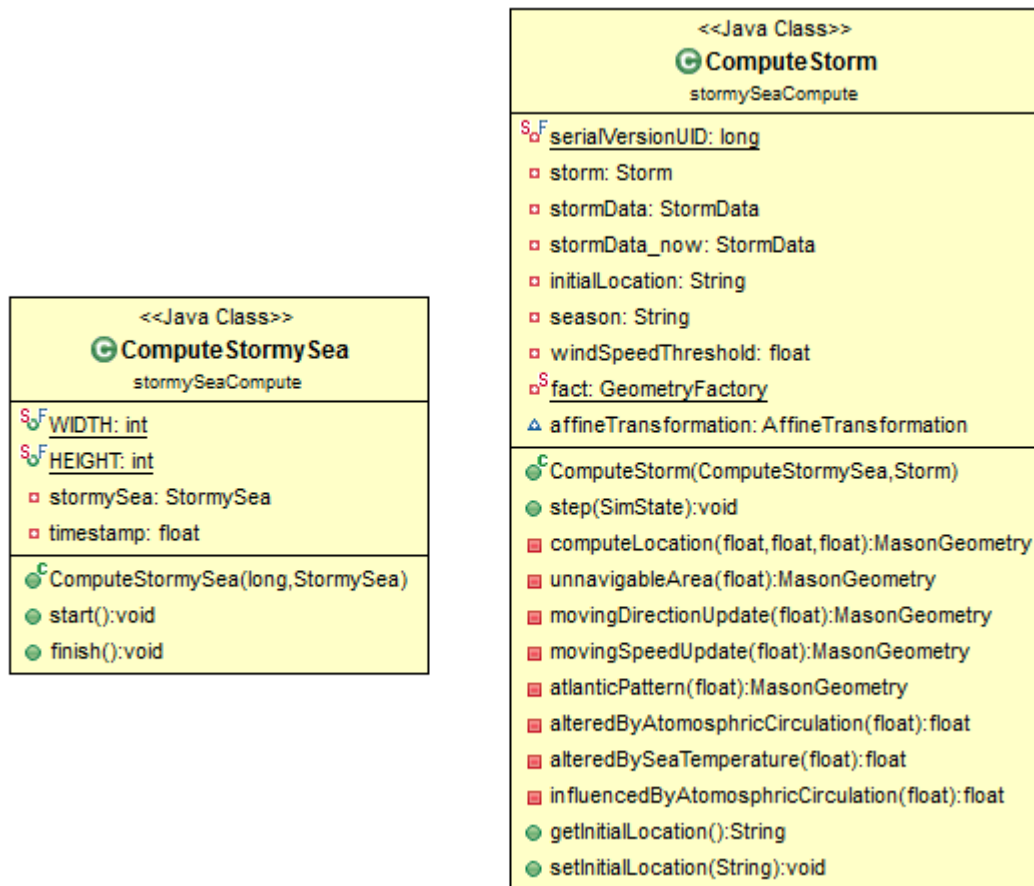 <<Java Class>>
ComputeStormySea
stormySeaCompute
WIDTH: int
HEIGHT: int
stormySea: StormySea
timestamp: float
ComputeStormySea(long,StormySea)
start():void
finish():void
<<Java Class>>
ComputeStorm
stormySeaCompute
serialVersionUID: long
storm: Storm
stormData: StormData
stormData_now: StormData
initialLocation: String
season: String
windSpeedThreshold: float
fact: GeometryFactory
affineTransformation: AffineTransformation
ComputeStorm(ComputeStormySea,Storm)
step(SimState):void
computeLocation(float,float,float):MasonGeometry
unnavigableArea(float):MasonGeometry
movingDirectionUpdate(float):MasonGeometry
movingSpeedUpdate(float):MasonGeometry
atlanticPattern(float):MasonGeometry
alteredByAtomosphricCirculation(float):float
alteredBySeaTemperature(float):float
influencedByAtomosphricCirculation(float):float
getInitialLocation():String
setInitialLocation(String):void